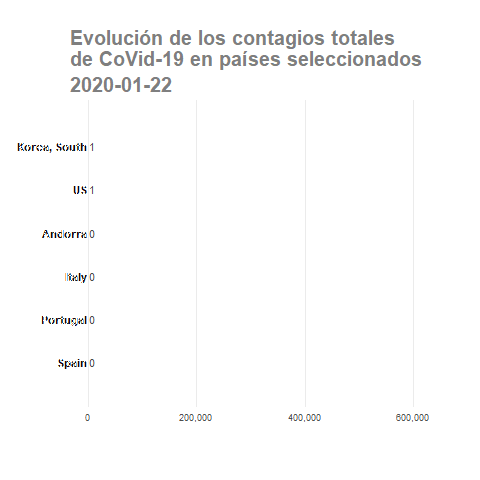 Evolución de los contagios totales
de CoVid-19 en países seleccionados
2020-01-22
Korea, South 1
US 1
Andorra 0
Italy 0
Portugal 0
Spain 0
0 200,000 400,000 600,000